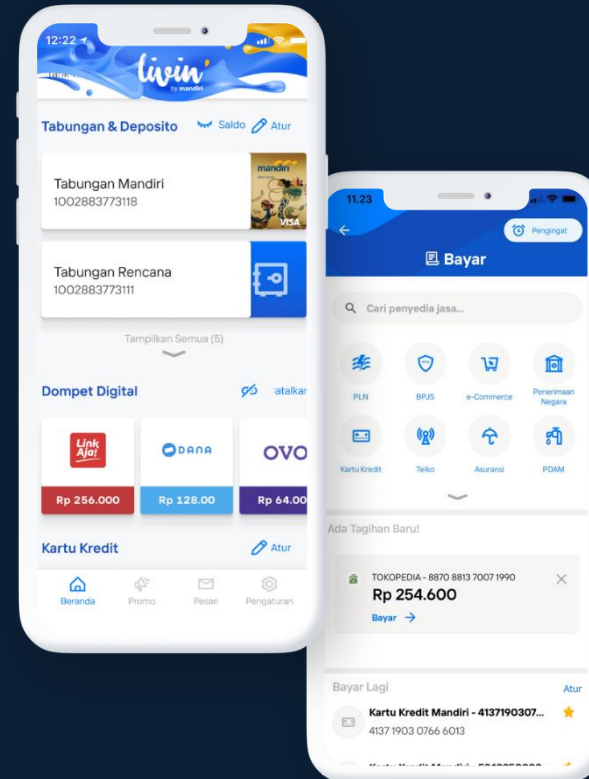 12:22
livin'
by mandiri
Tabungan & Deposito
Saldo
Atur
Tabungan Mandiri
1002883773118
mandiri
VISA
Tabungan Rencana
1002883773111
Tampilkan Semua (5)
Dompet Digital
atalkan
Link
Aja!
DANA
OVO
Rp 256.000
Rp 128.00
Rp 64.00
Kartu Kredit
Atur
Beranda
Promo
Pesan
Pengaturan
11.23
Pengingat
Bayar
Cari penyedia jasa...
PLN
BPJS
e-Commerce
Penerimaan
Negara
Kartu Kredit
Telko
Asuransi
PDAM
Ada Tagihan Baru!
TOKOPEDIA - 8870 8813 7007 1990
Rp 254.600
Bayar
Bayar Lagi
Atur
Kartu Kredit Mandiri - 4137190307...
4137 1903 0766 6013